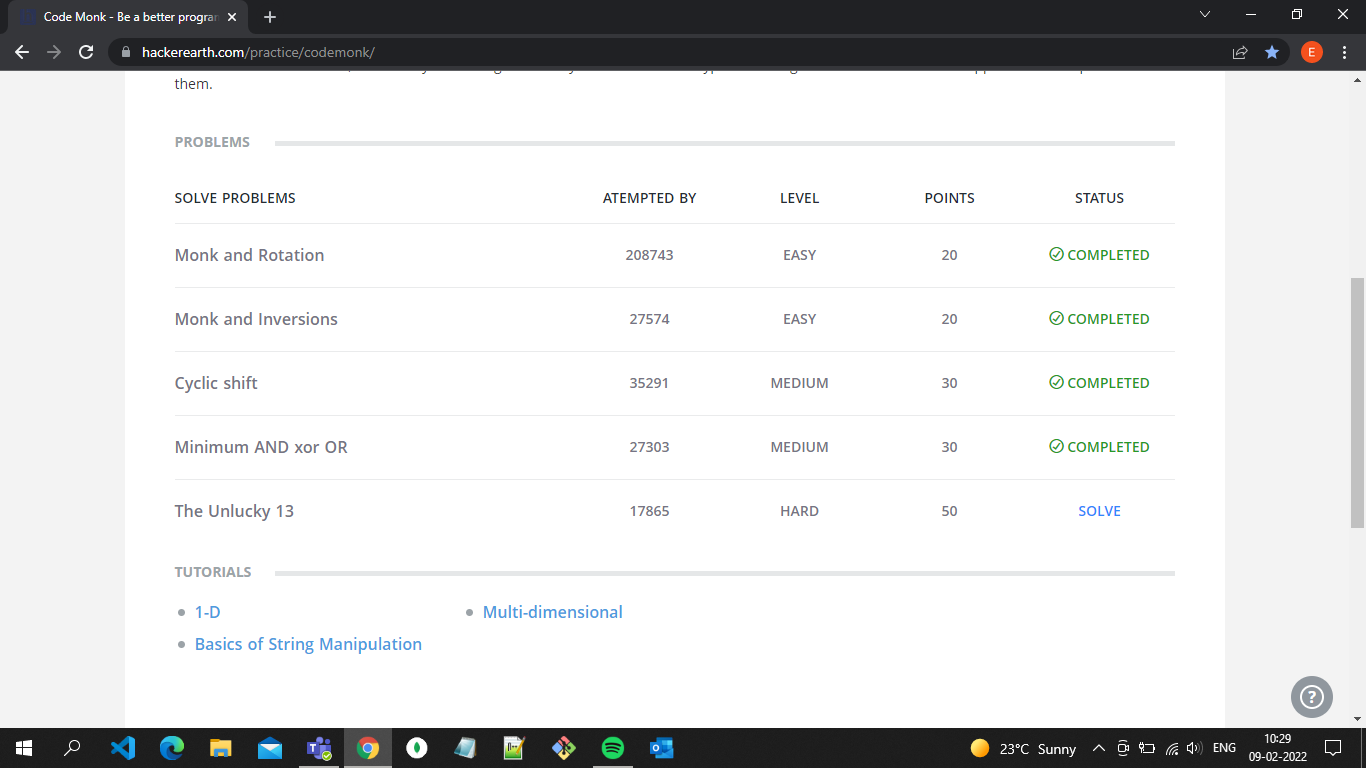 Code Monk - Be a better progra
hackerearth.com/practice/codemonk/
E
them.
PROBLEMS
SOLVE PROBLEMS ATEMPTED BY LEVEL POINTS STATUS
Monk and Rotation 208743 EASY 20 COMPLETED
Monk and Inversions 27574 EASY 20 COMPLETED
Cyclic shift 35291 MEDIUM 30 COMPLETED
Minimum AND xor OR 27303 MEDIUM 30 COMPLETED
The Unlucky 13 17865 HARD 50 SOLVE
TUTORIALS
1-D Multi-dimensional
Basics of String Manipulation
?
23°C Sunny ENG 10:29
09-02-2022